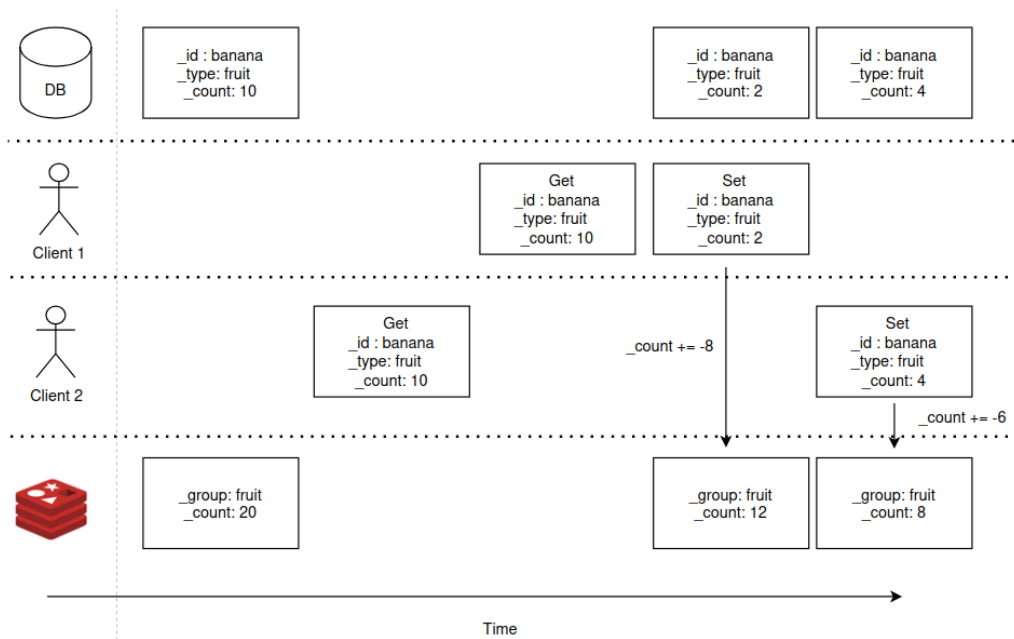 DB
_id : banana
_type: fruit
_count: 10
_id : banana
_type: fruit
_count: 2
_id : banana
_type: fruit
_count: 4
Client 1
Get
_id : banana
_type: fruit
_count: 10
Set
_id : banana
_type: fruit
_count: 2
Client 2
Get
_id : banana
_type: fruit
_count: 10
_count += -8
Set
_id : banana
_type: fruit
_count: 4
_count += -6
_group: fruit
_count: 20
_group: fruit
_count: 12
_group: fruit
_count: 8
Time